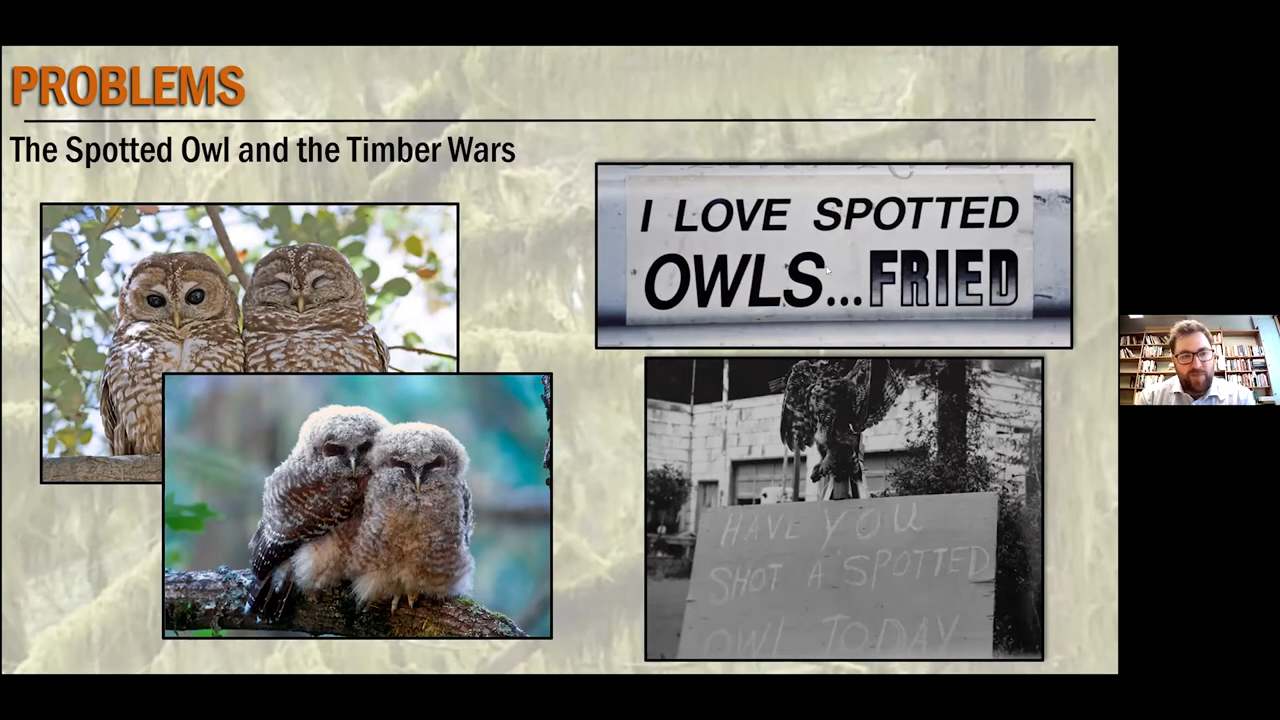 PROBLEMS
The Spotted Owl and the Timber Wars
I LOVE SPOTTED
OWLS...FRIED
HAVE YOU
SHOT A SPOTTED
OWL TODAY